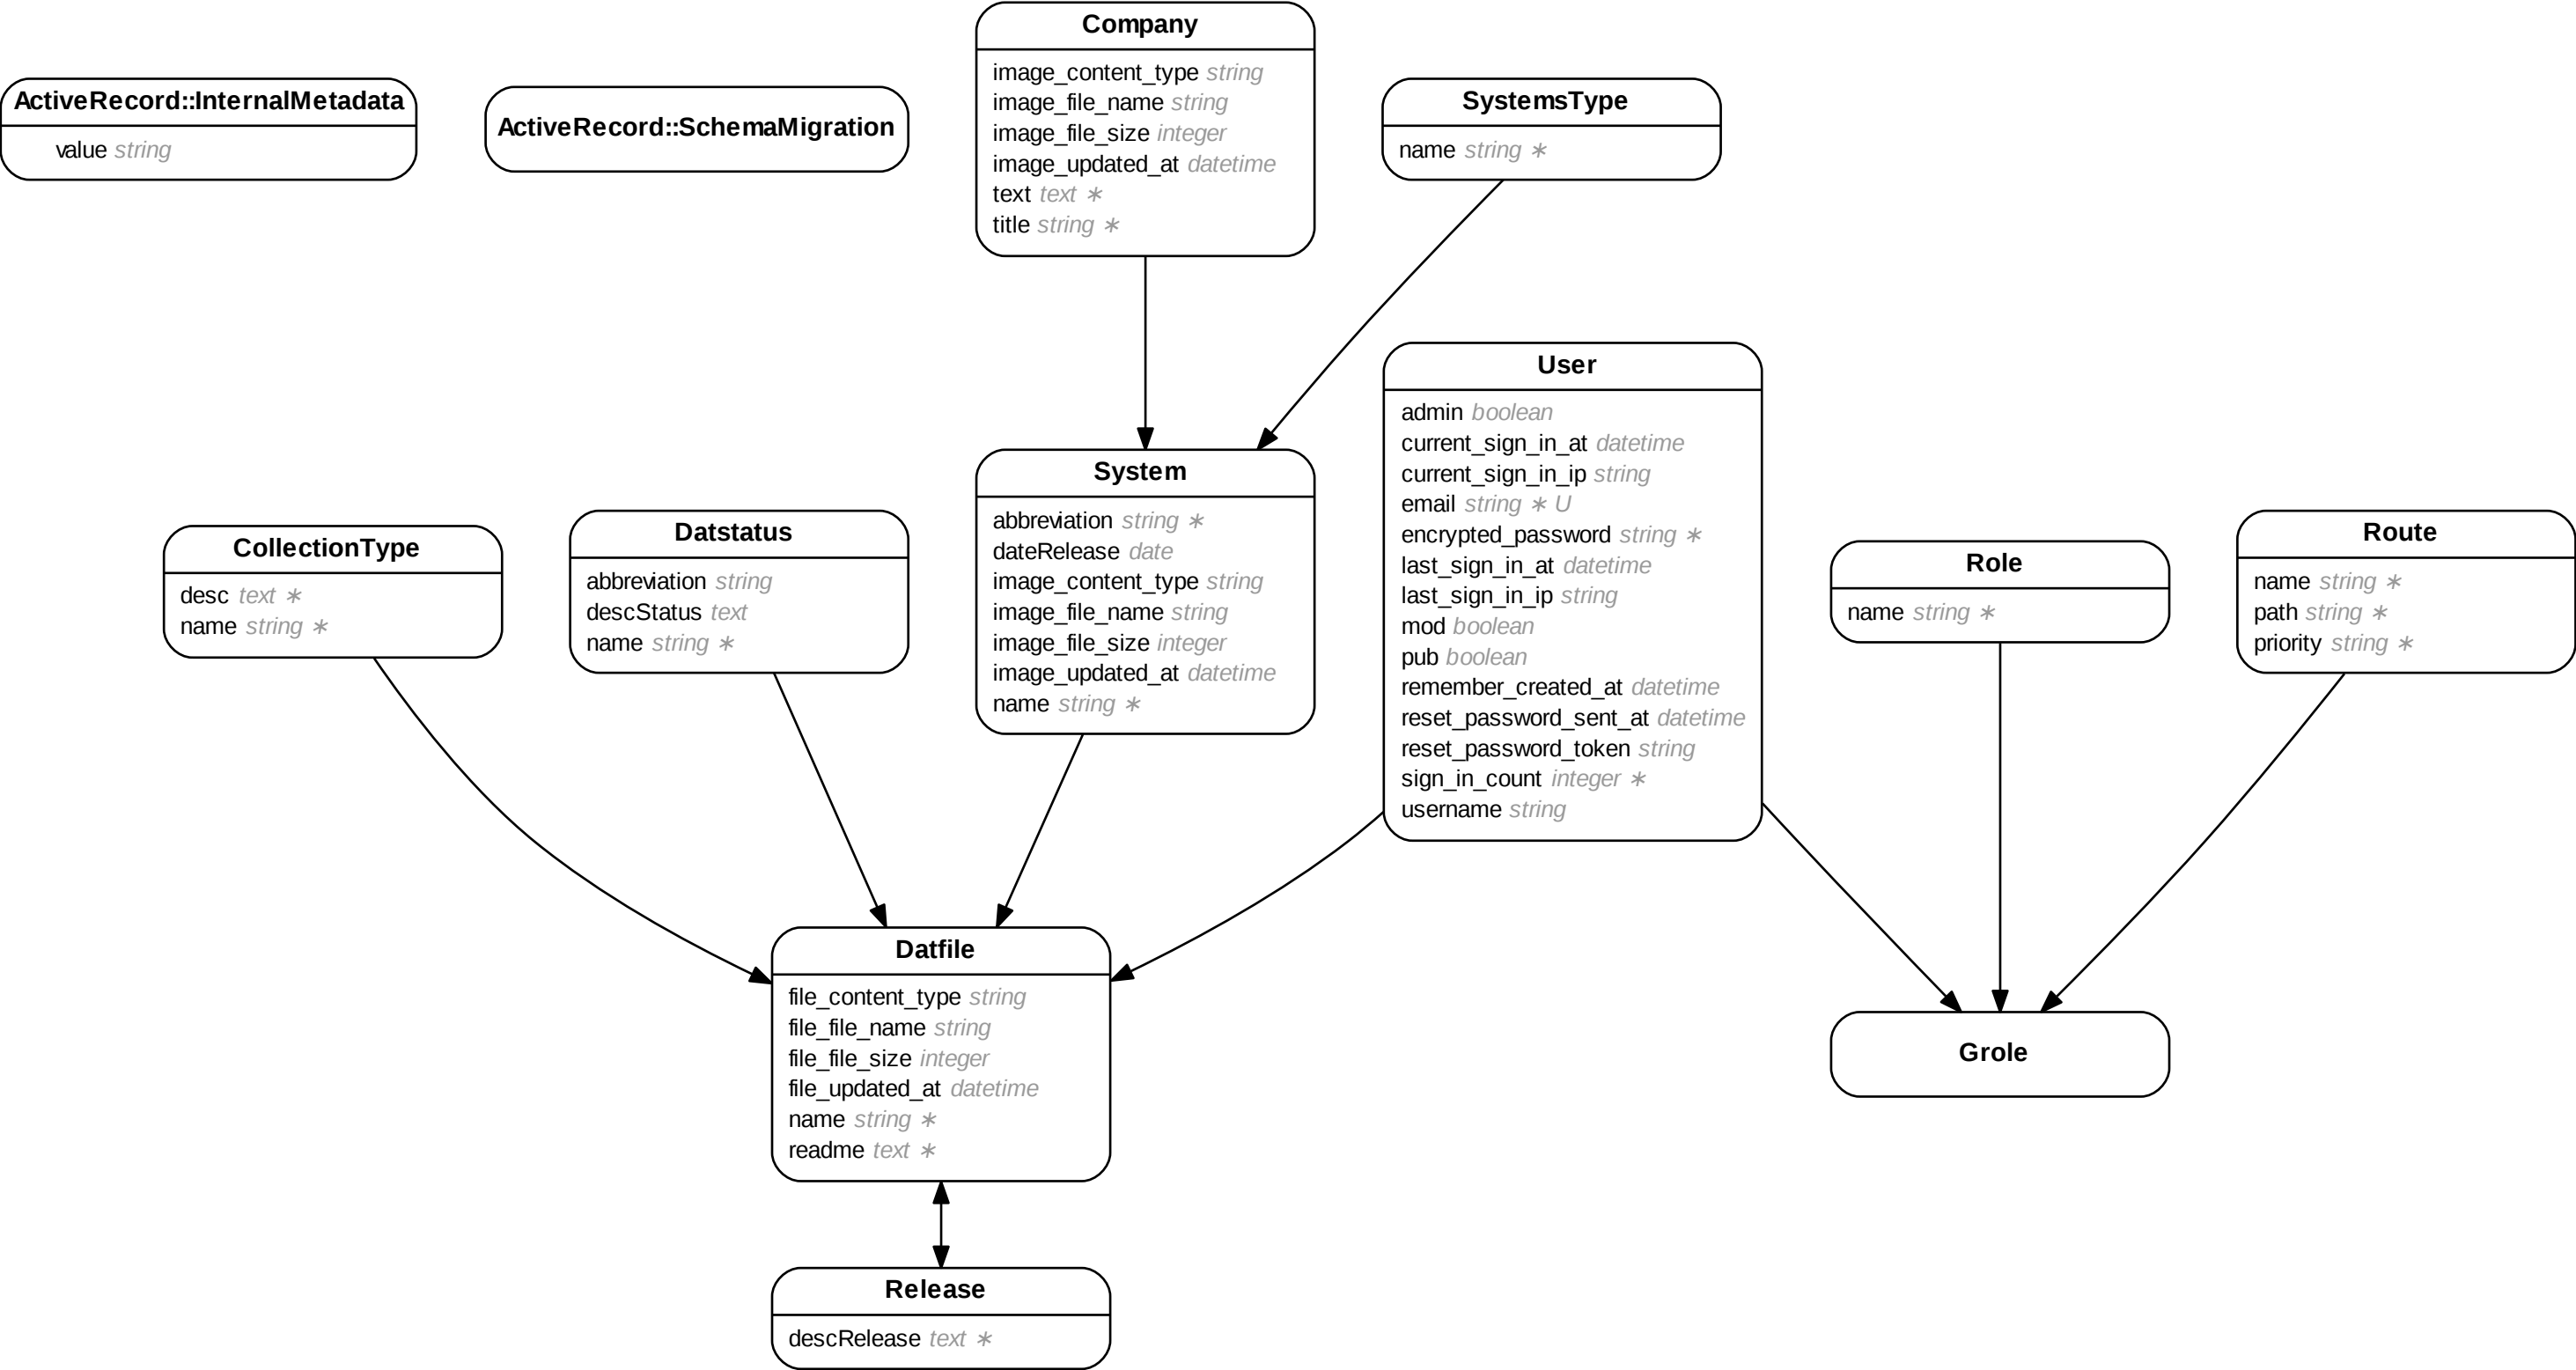 Company
image_content_type string
image_file_name string
image_file_size integer
image_updated_at datetime
text text ∗
title string ∗
ActiveRecord::InternalMetadata
value string
ActiveRecord::SchemaMigration
SystemsType
name string ∗
User
admin boolean
current_sign_in_at datetime
current_sign_in_ip string
email string ∗ U
encrypted_password string ∗
last_sign_in_at datetime
last_sign_in_ip string
mod boolean
pub boolean
remember_created_at datetime
reset_password_sent_at datetime
reset_password_token string
sign_in_count integer ∗
username string
System
abbreviation string ∗
dateRelease date
image_content_type string
image_file_name string
image_file_size integer
image_updated_at datetime
name string ∗
CollectionType
desc text ∗
name string ∗
Datstatus
abbreviation string
descStatus text
name string ∗
Role
name string ∗
Route
name string ∗
path string ∗
priority string ∗
Datfile
file_content_type string
file_file_name string
file_file_size integer
file_updated_at datetime
name string ∗
readme text ∗
Grole
Release
descRelease text ∗